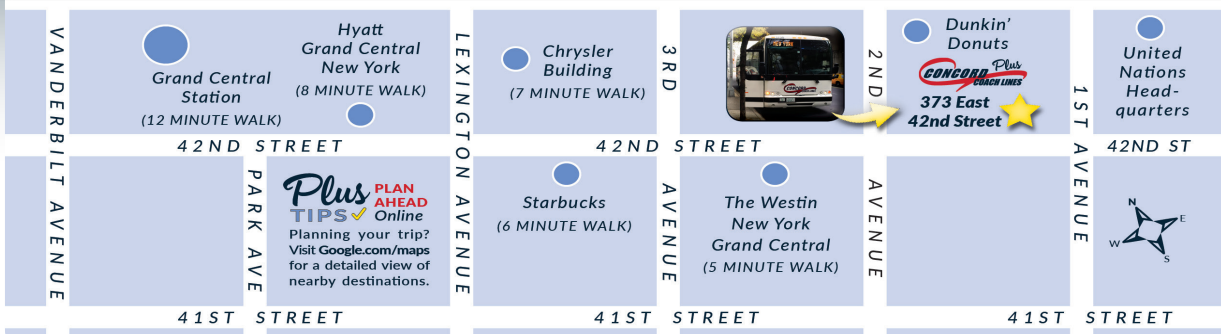 VANDERBILT AVENUE
Grand Central
Station
(12 MINUTE WALK)
Hyatt
Grand Central
New York
(8 MINUTE WALK)
LEXINGTON AVENUE
Chrysler
Building
(7 MINUTE WALK)
3RD
AVENUE
2ND
AVENUE
Dunkin'
Donuts
CONCORD Plus
COACH LINES
373 East
42nd Street
1ST AVENUE
United
Nations
Head-
quarters
42ND STREET
42ND STREET
42ND ST
PARK AVE
Plus PLAN
AHEAD
TIPS Online
Planning your trip?
Visit Google.com/maps
for a detailed view of
nearby destinations.
Starbucks
(6 MINUTE WALK)
The Westin
New York
Grand Central
(5 MINUTE WALK)
N
E
W
S
41ST STREET
41ST STREET
41ST STREET